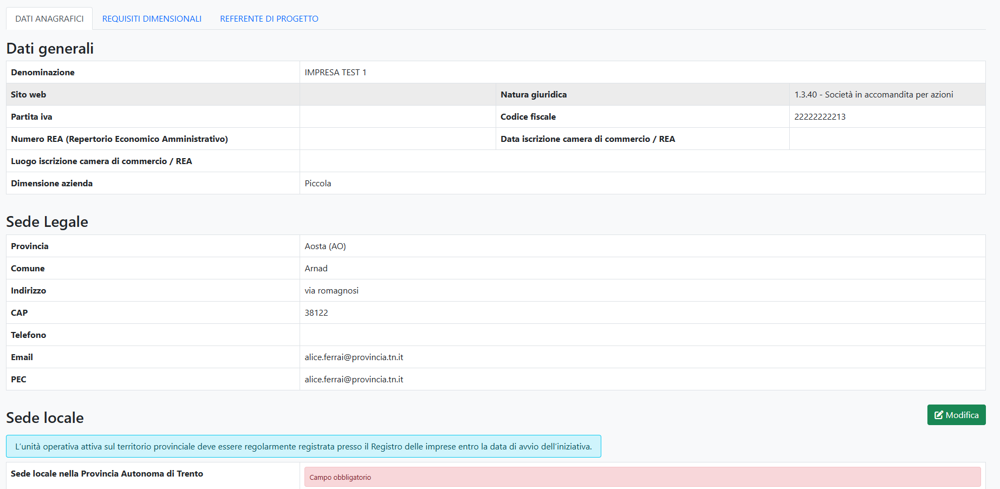 DATI ANAGRAFICI REQUISITI DIMENSIONALI REFERENTE DI PROGETTO
Dati generali
Denominazione IMPRESA TEST 1
Sito web Natura giuridica 1.3.40 - Società in accomandita per azioni
Partita iva Codice fiscale 22222222213
Numero REA (Repertorio Economico Amministrativo) Data iscrizione camera di commercio / REA
Luogo iscrizione camera di commercio / REA
Dimensione azienda Piccola
Sede Legale
Provincia Aosta (AO)
Comune Arnad
Indirizzo via romagnosi
CAP 38122
Telefono
Email alice.ferrai@provincia.tn.it
PEC alice.ferrai@provincia.tn.it
Sede locale Modifica
L'unità operativa attiva sul territorio provinciale deve essere regolarmente registrata presso il Registro delle imprese entro la data di avvio dell'iniziativa.
Sede locale nella Provincia Autonoma di Trento Campo obbligatorio